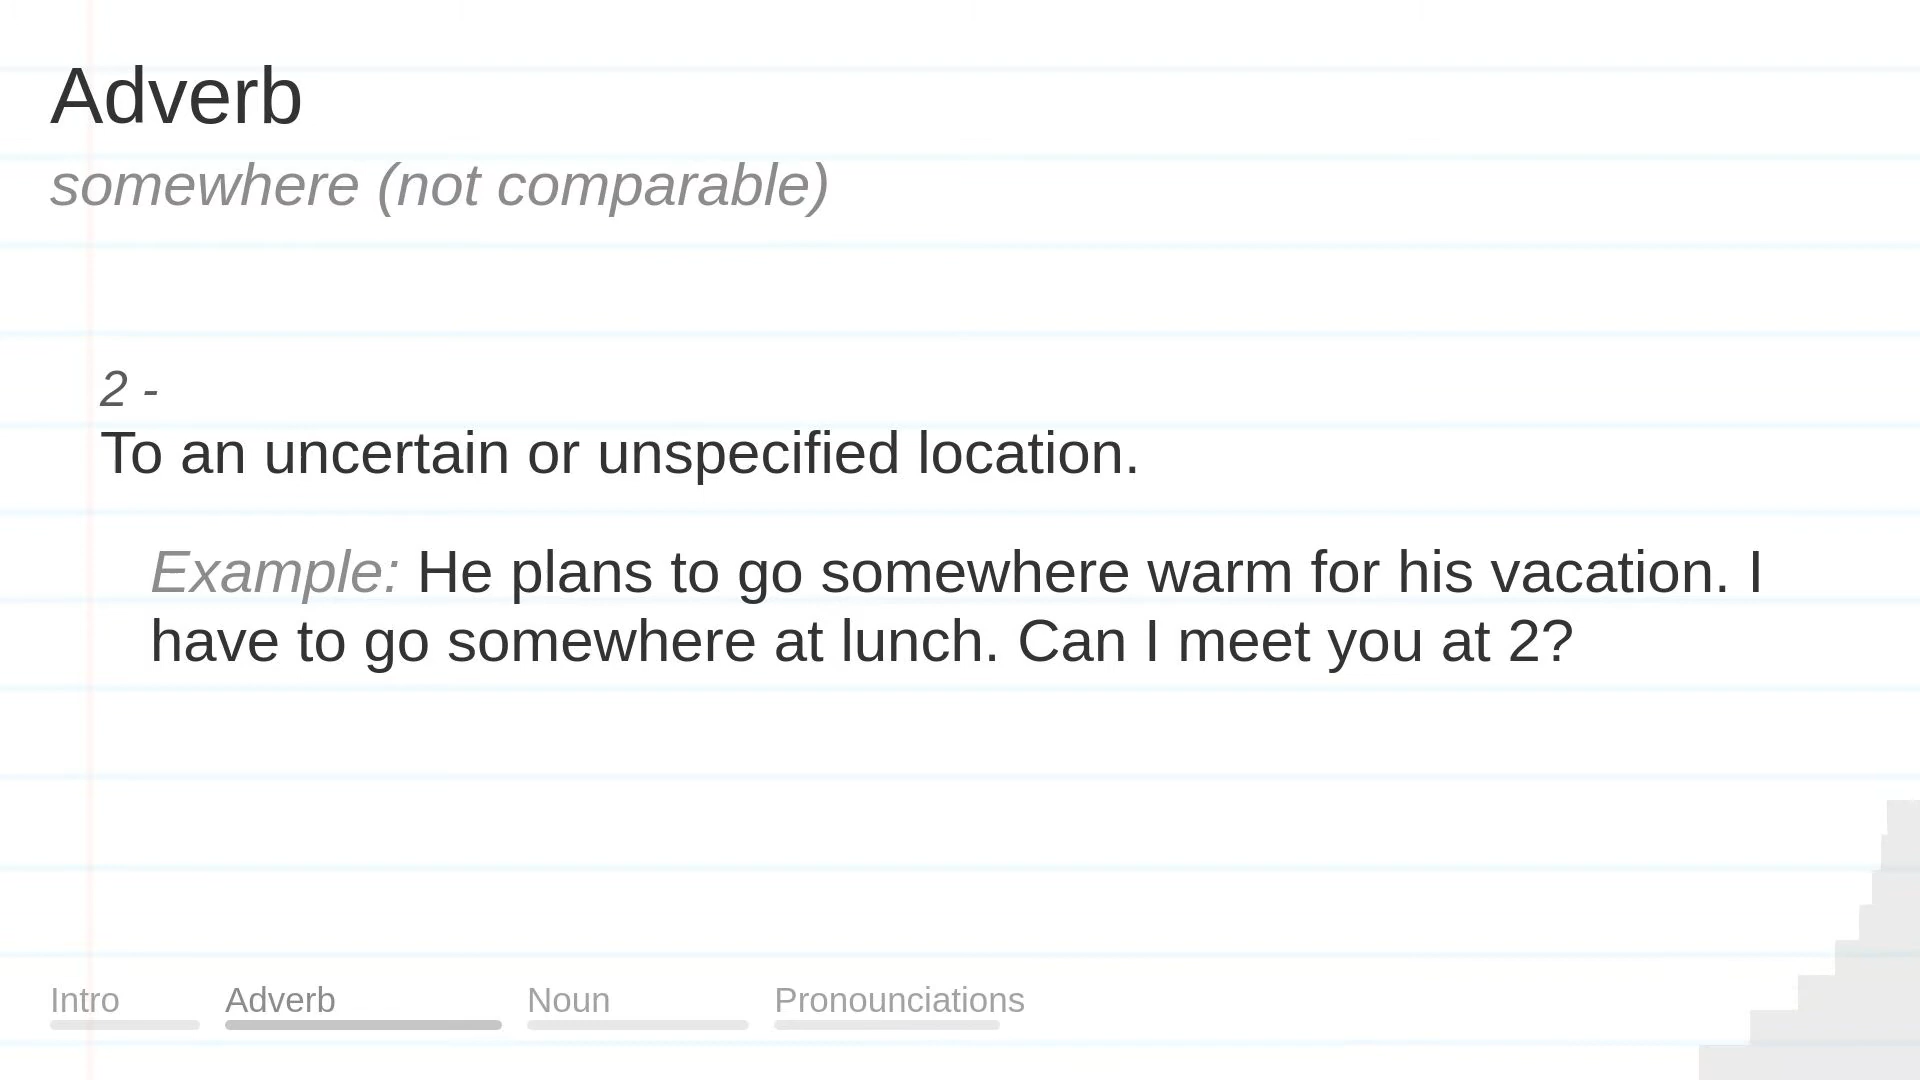 Adverb
somewhere (not comparable)
2 -
To an uncertain or unspecified location.
Example: He plans to go somewhere warm for his vacation. I
have to go somewhere at lunch. Can I meet you at 2?
Intro Adverb Noun Pronounciations